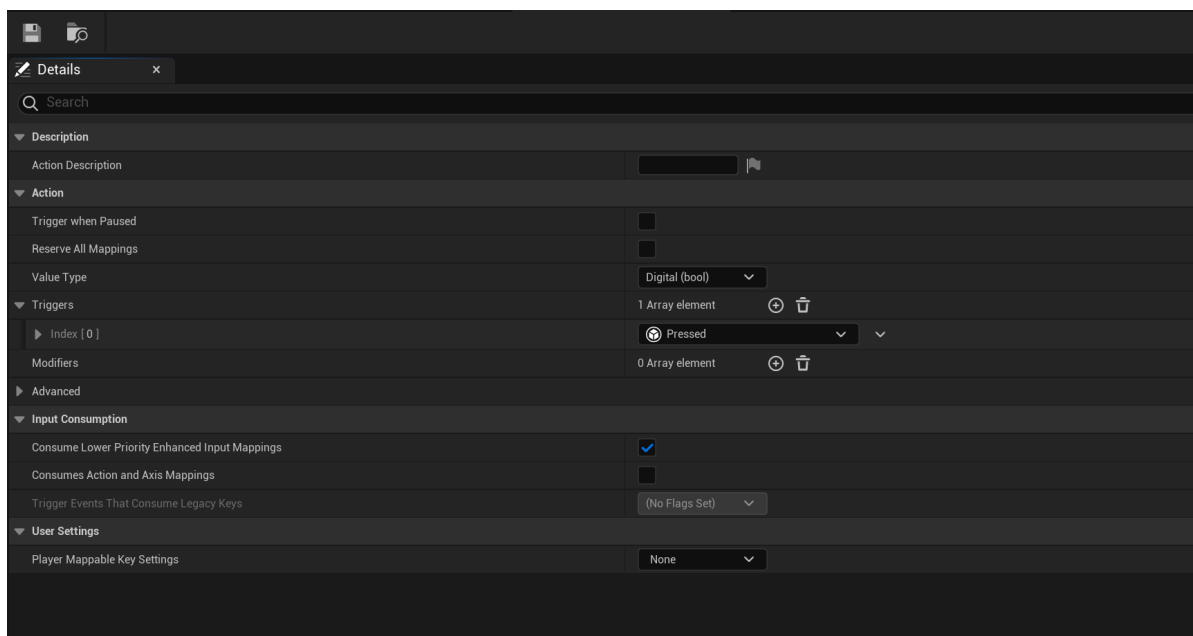 Details
Search
Description
Action Description
Action
Trigger when Paused
Reserve All Mappings
Value Type Digital (bool)
Triggers 1 Array element
Index [ 0 ] Pressed
Modifiers 0 Array element
Advanced
Input Consumption
Consume Lower Priority Enhanced Input Mappings
Consumes Action and Axis Mappings
Trigger Events That Consume Legacy Keys (No Flags Set)
User Settings
Player Mappable Key Settings None